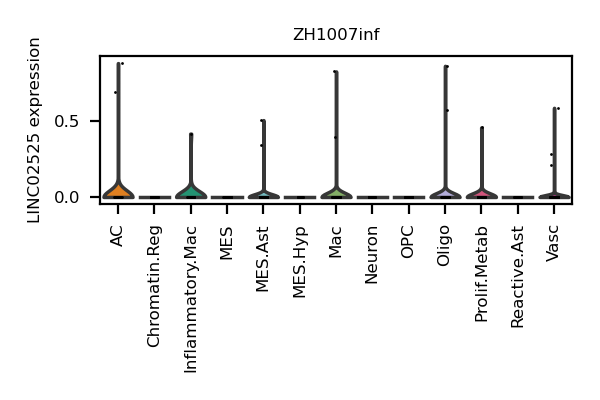 ZH1007inf
LINC02525 expression
0.5
0.0
AC
Chromatin.Reg
Inflammatory.Mac
MES
MES.Ast
MES.Hyp
Mac
Neuron
OPC
Oligo
Prolif.Metab
Reactive.Ast
Vasc